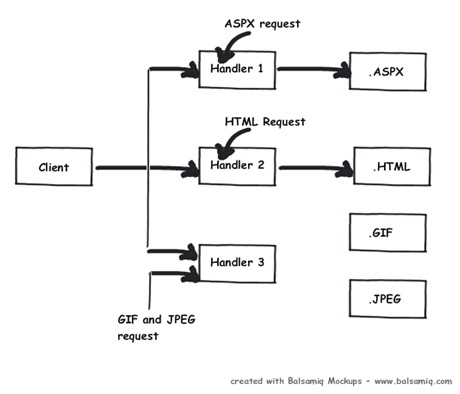 ASPX request
Handler 1
.ASPX
HTML Request
Client
Handler 2
.HTML
.GIF
Handler 3
.JPEG
GIF and JPEG
request
created with Balsamiq Mockups - www.balsamiq.com